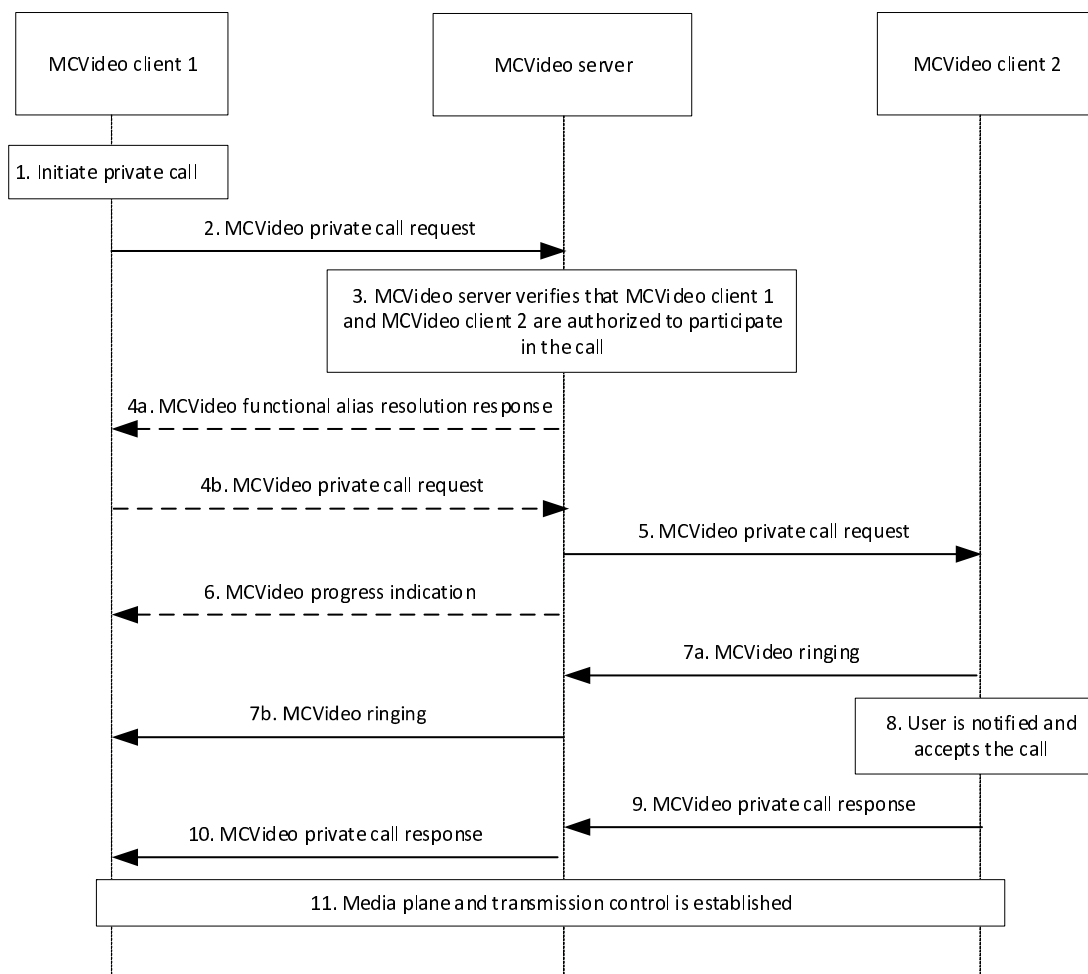 MCVideo client 1
MCVideo server
MCVideo client 2
1. Initiate private call
2. MCVideo private call request
3. MCVideo server verifies that MCVideo client 1
and MCVideo client 2 are authorized to participate
in the call
4a. MCVideo functional alias resolution response
4b. MCVideo private call request
5. MCVideo private call request
6. MCVideo progress indication
7a. MCVideo ringing
7b. MCVideo ringing
8. User is notified and
accepts the call
9. MCVideo private call response
10. MCVideo private call response
11. Media plane and transmission control is established